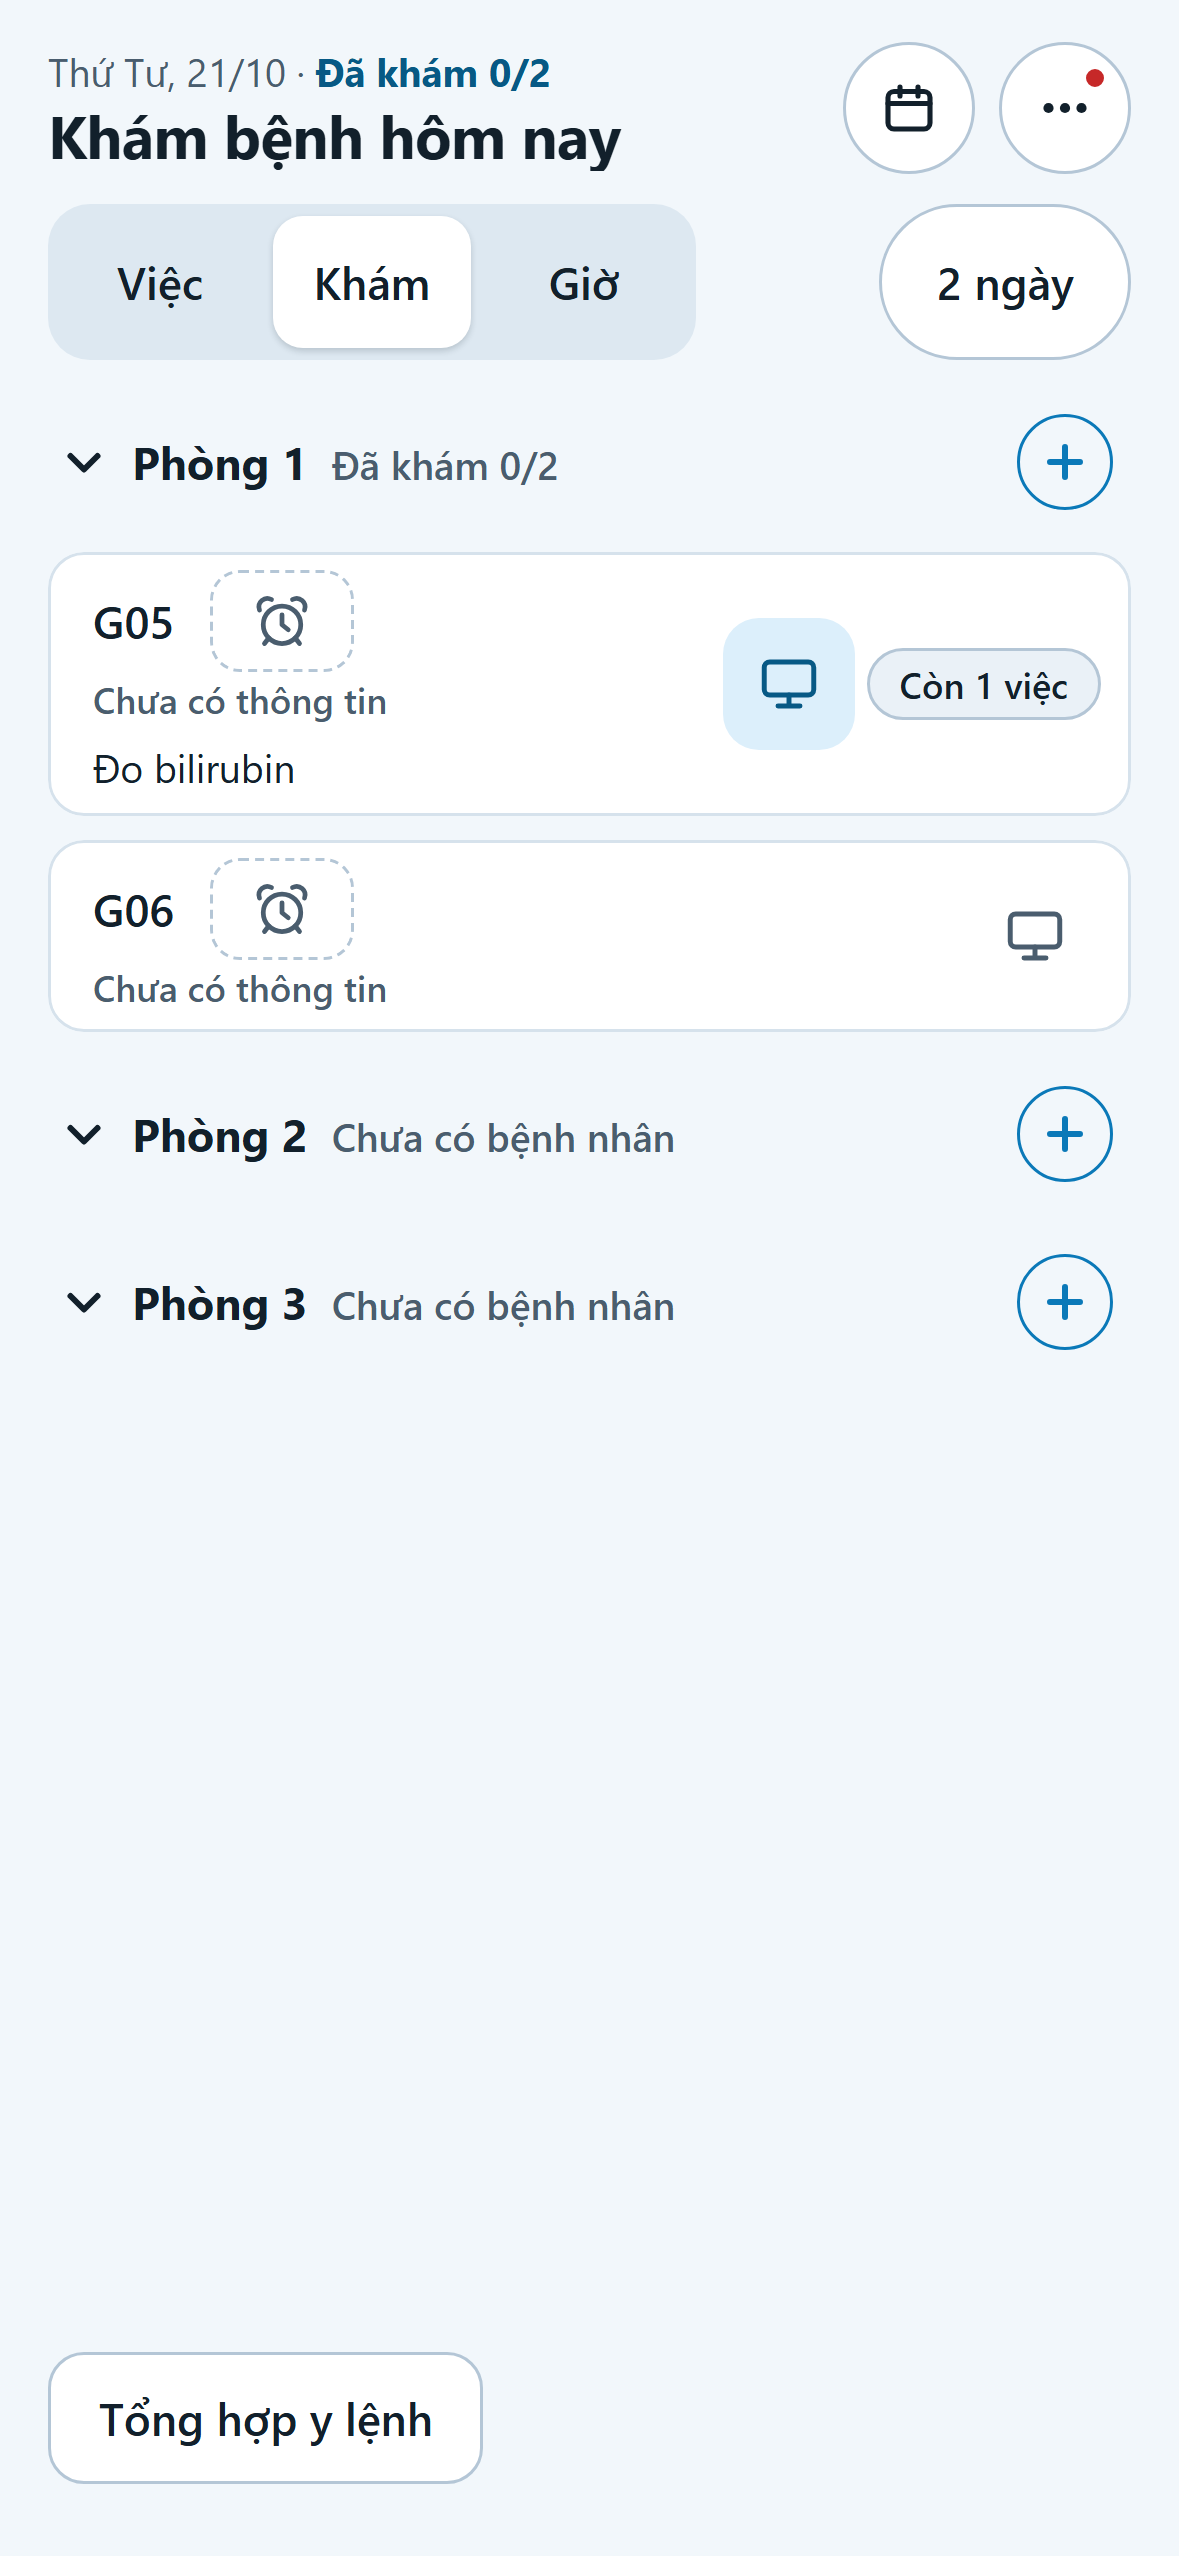 Thứ Tư, 21/10 · Đã khám 0/2
Khám bệnh hôm nay
Việc
Khám
Giờ
2 ngày
Phòng 1 Đã khám 0/2
G05
Chưa có thông tin
Đo bilirubin
Còn 1 việc
G06
Chưa có thông tin
Phòng 2 Chưa có bệnh nhân
Phòng 3 Chưa có bệnh nhân
Tổng hợp y lệnh